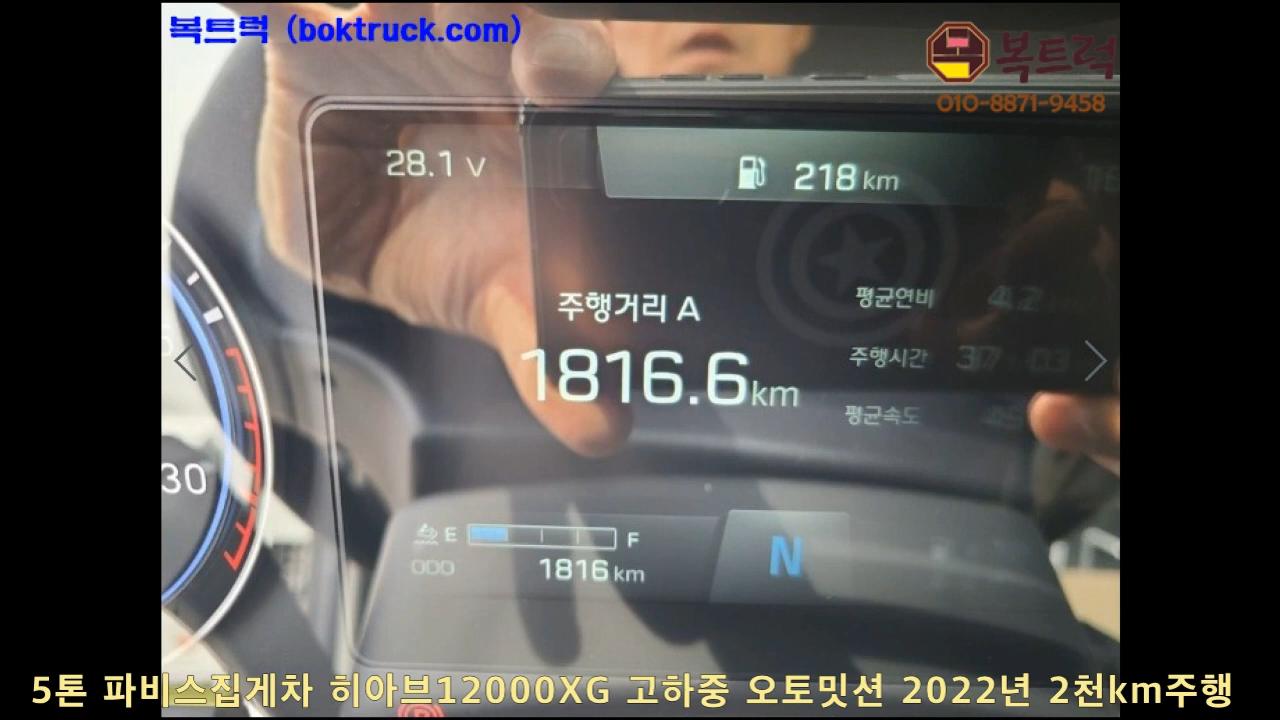 복트럭 (boktruck.com)
복트럭
010-8871-9458
28.1 V
218 km
주행거리 A
1816.6 km
평균연비
주행시간
평균속도
30
E F
ODO 1816 km
N
5톤 파비스집게차 히아브12000XG 고하중 오토밋션 2022년 2천km주행